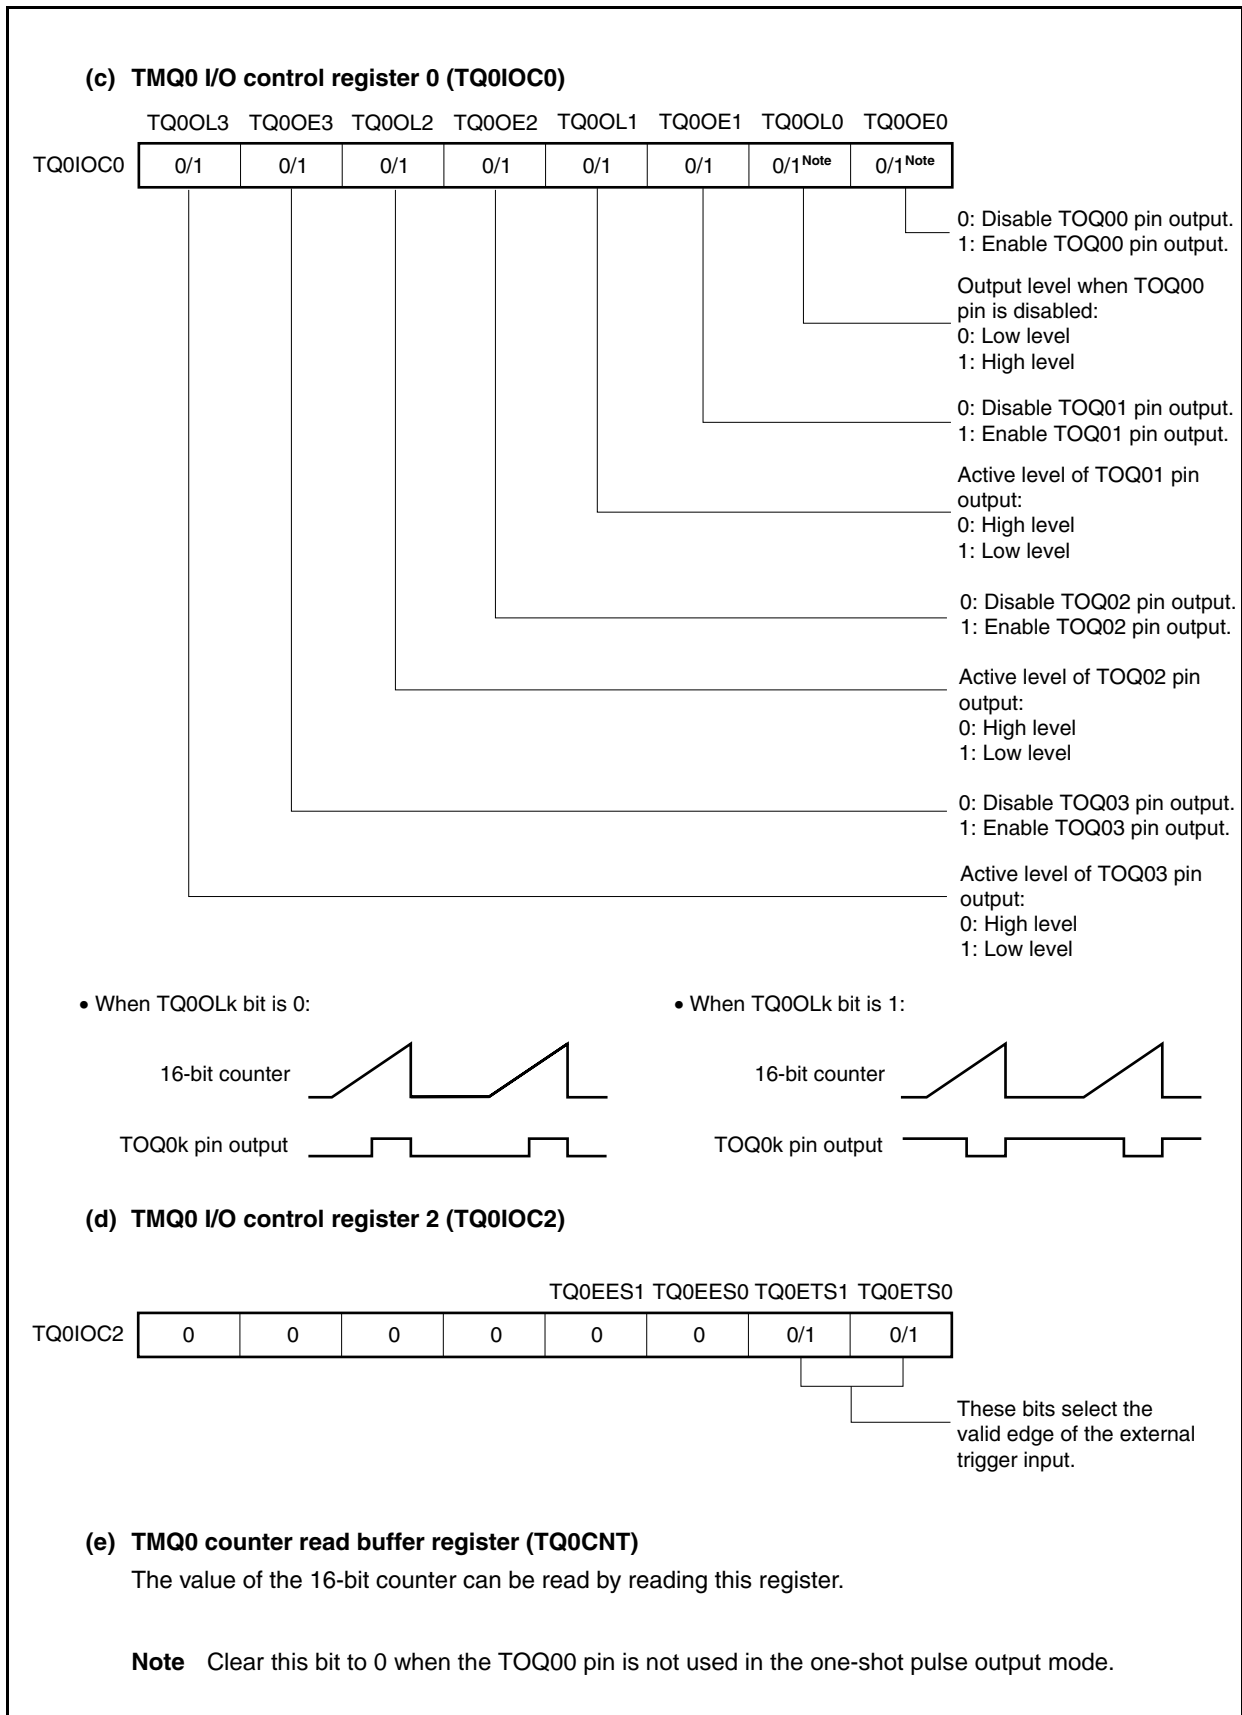 (c) TMQ0 I/O control register 0 (TQ0IOC0)
TQ0OL3 TQ0OE3 TQ0OL2 TQ0OE2 TQ0OL1 TQ0OE1 TQ0OL0 TQ0OE0
TQ0IOC0 0/1 0/1 0/1 0/1 0/1 0/1 0/1Note 0/1Note
0: Disable TOQ00 pin output.
1: Enable TOQ00 pin output.
Output level when TOQ00
pin is disabled:
0: Low level
1: High level
0: Disable TOQ01 pin output.
1: Enable TOQ01 pin output.
Active level of TOQ01 pin
output:
0: High level
1: Low level
0: Disable TOQ02 pin output.
1: Enable TOQ02 pin output.
Active level of TOQ02 pin
output:
0: High level
1: Low level
0: Disable TOQ03 pin output.
1: Enable TOQ03 pin output.
Active level of TOQ03 pin
output:
0: High level
1: Low level
• When TQ0OLk bit is 0:
16-bit counter
TOQ0k pin output
• When TQ0OLk bit is 1:
16-bit counter
TOQ0k pin output
(d) TMQ0 I/O control register 2 (TQ0IOC2)
TQ0EES1 TQ0EES0 TQ0ETS1 TQ0ETS0
TQ0IOC2 0 0 0 0 0 0 0/1 0/1
These bits select the
valid edge of the external
trigger input.
(e) TMQ0 counter read buffer register (TQ0CNT)
The value of the 16-bit counter can be read by reading this register.
Note Clear this bit to 0 when the TOQ00 pin is not used in the one-shot pulse output mode.